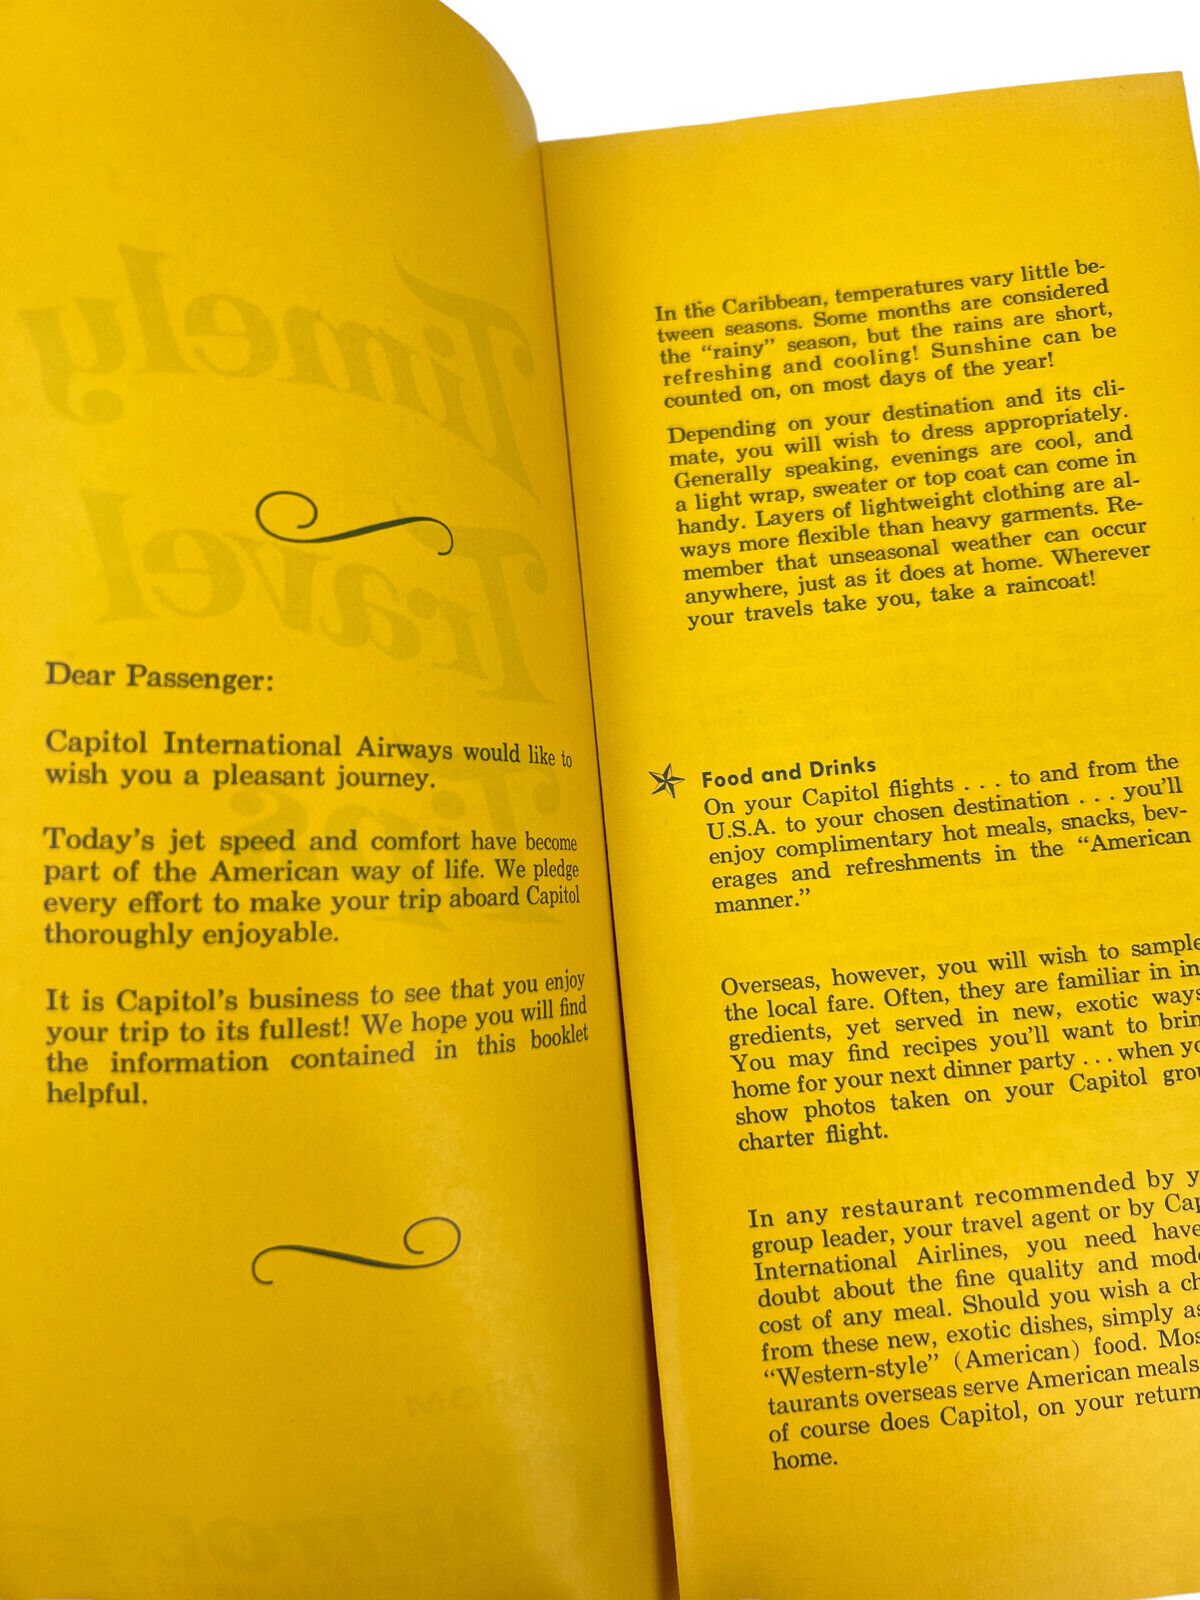 Dear Passenger:
Capitol International Airways would like to
wish you a pleasant journey.
Today's jet speed and comfort have become
part of the American way of life. We pledge
every effort to make your trip aboard Capitol
thoroughly enjoyable.
It is Capitol's business to see that you enjoy
your trip to its fullest! We hope you will find
the information contained in this booklet
helpful.
Timely
Travel
Tips
In the Caribbean, temperatures vary little be-
tween seasons. Some months are considered
the "rainy" season, but the rains are short,
refreshing and cooling! Sunshine can be
counted on, on most days of the year!
Depending on your destination and its cli-
mate, you will wish to dress appropriately.
Generally speaking, evenings are cool, and
a light wrap, sweater or top coat can come in
handy. Layers of lightweight clothing are al-
ways more flexible than heavy garments. Re-
member that unseasonal weather can occur
anywhere, just as it does at home. Wherever
your travels take you, take a raincoat!
Food and Drinks
On your Capitol flights . . . to and from the
U.S.A. to your chosen destination . . . you'll
enjoy complimentary hot meals, snacks, bev-
erages and refreshments in the "American
manner."
Overseas, however, you will wish to sample
the local fare. Often, they are familiar in in-
gredients, yet served in new, exotic ways
You may find recipes you'll want to brin
home for your next dinner party . . . when yo
show photos taken on your Capitol grou
charter flight.
In any restaurant recommended by y
group leader, your travel agent or by Cap
International Airlines, you need have
doubt about the fine quality and mode
cost of any meal. Should you wish a ch
from these new, exotic dishes, simply as
"Western-style" (American) food. Mos
taurants overseas serve American meals
of course does Capitol, on your return
home.